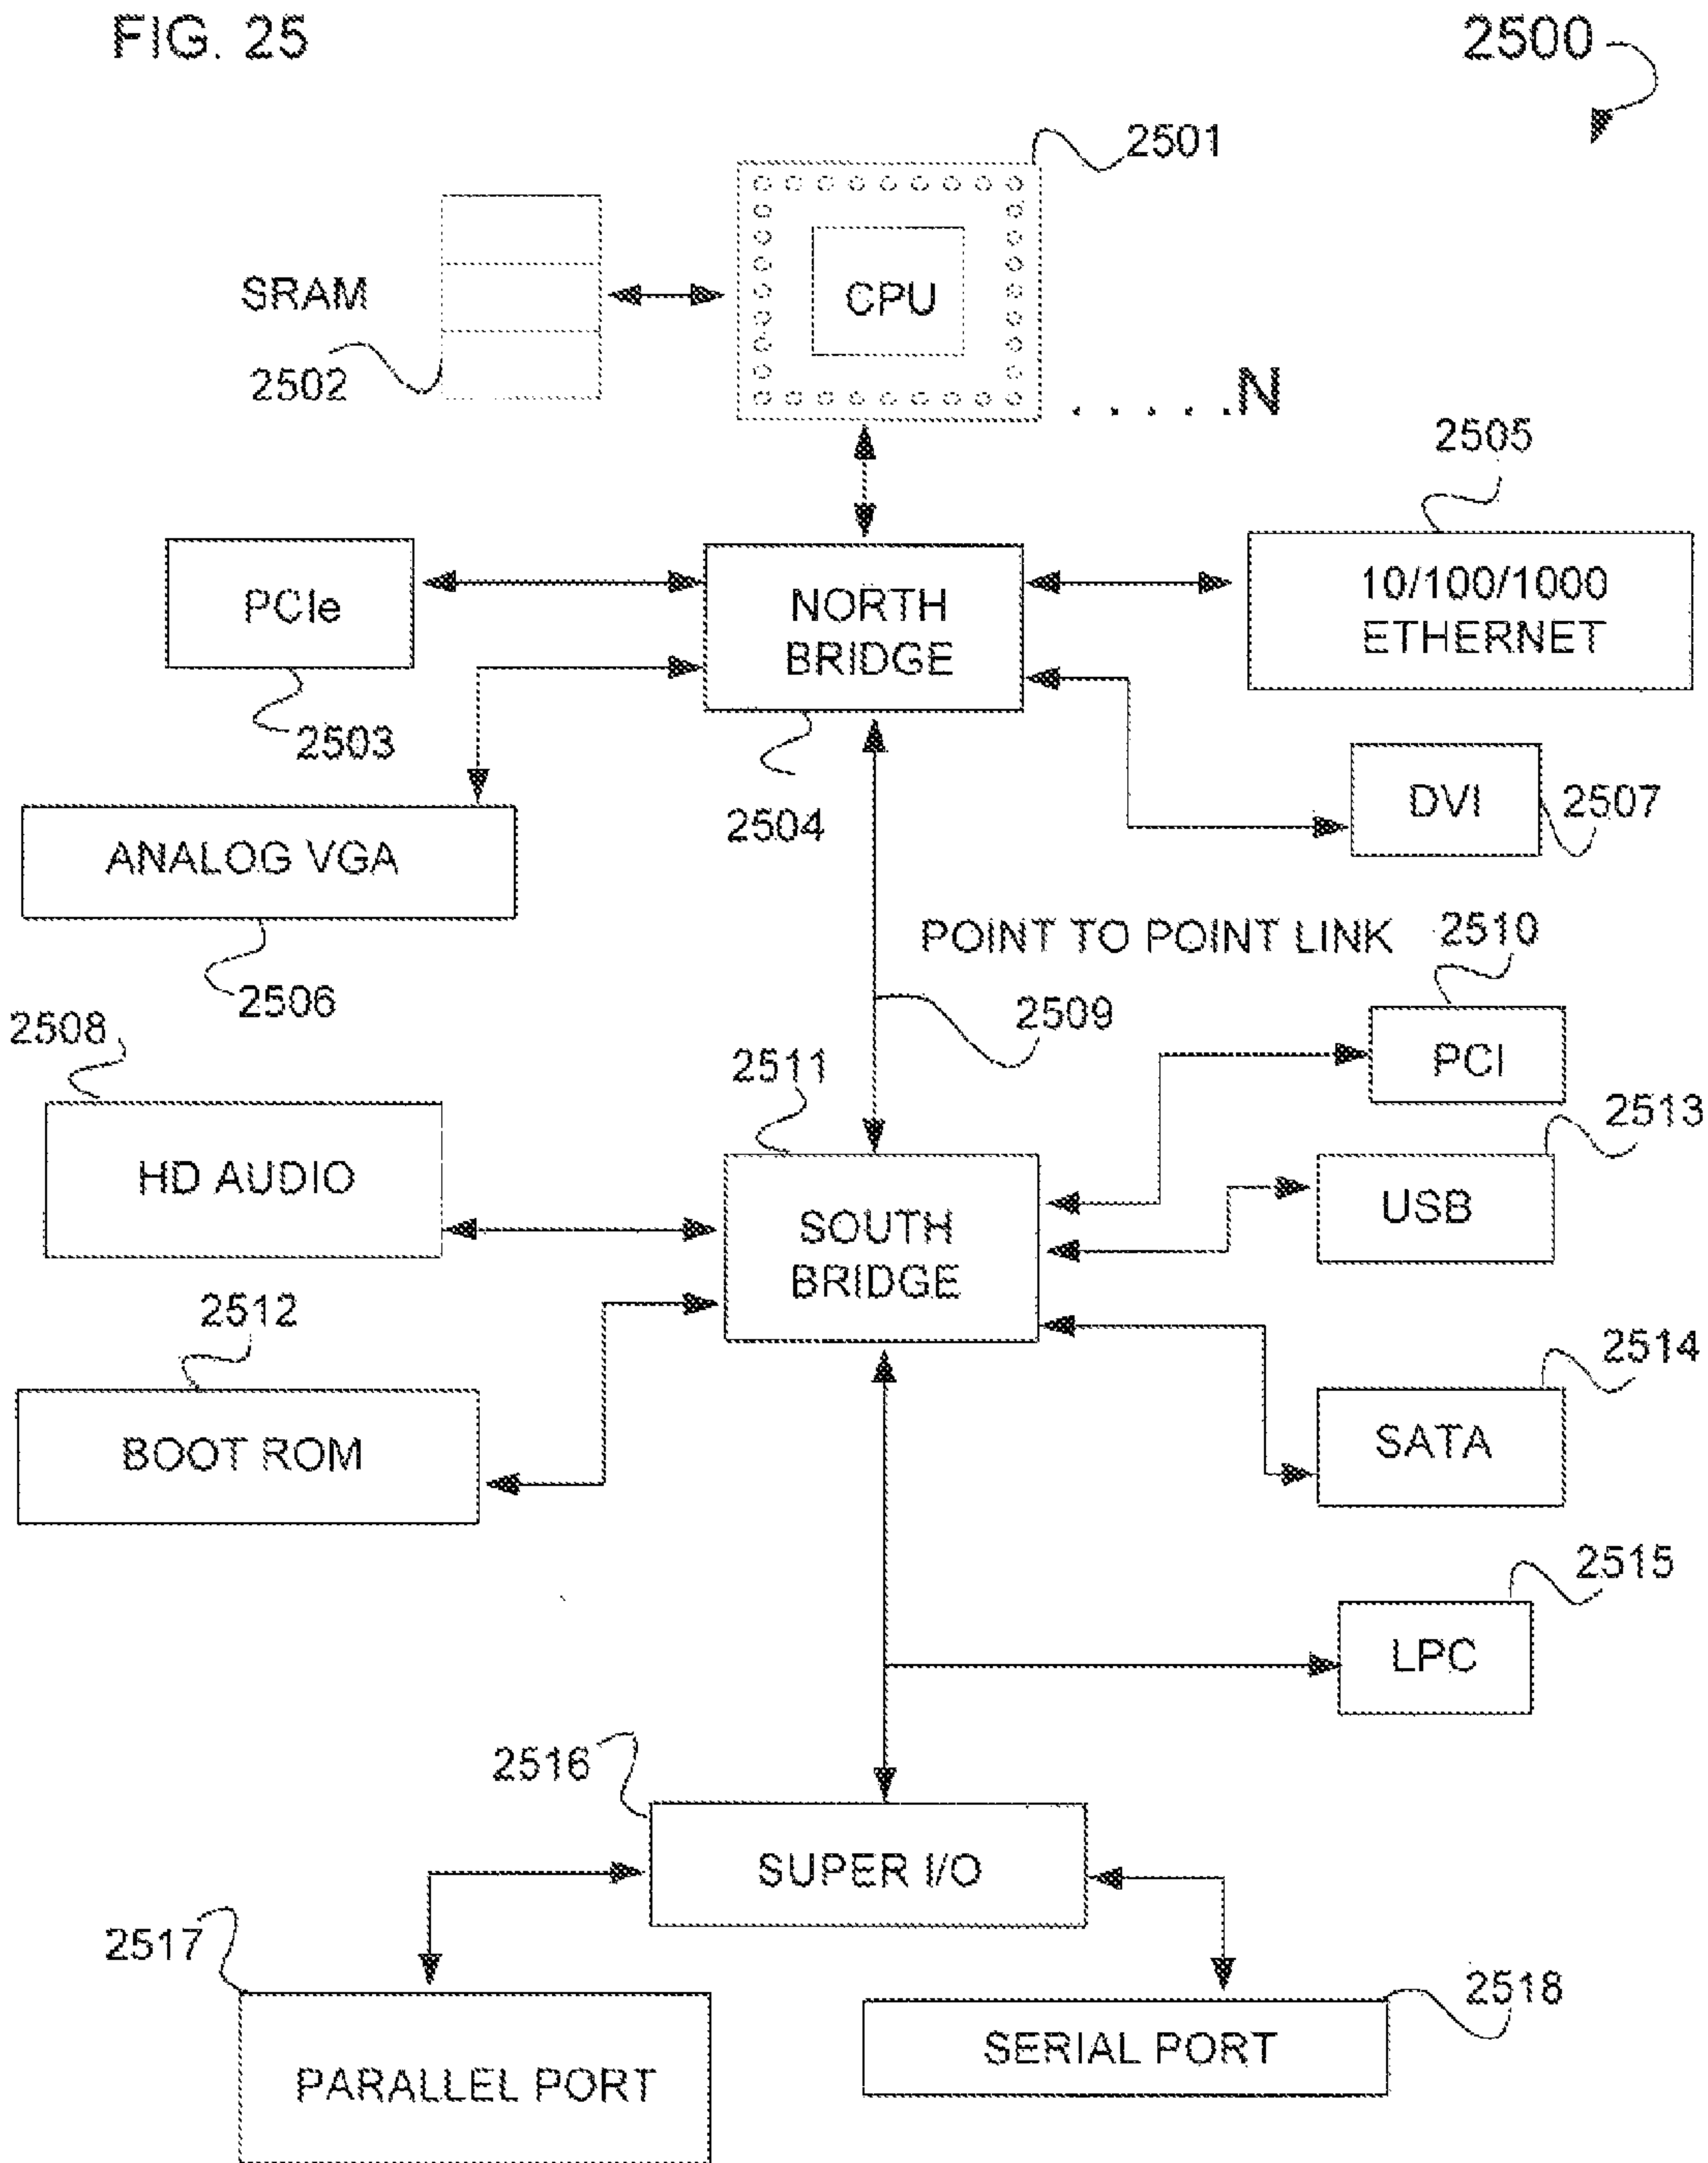 FIG. 25
2500
2501
SRAM
CPU
2502
. . . . .N
2505
PCIe
NORTH
BRIDGE
10/100/1000
ETHERNET
2503
2504
DVI
2507
ANALOG VGA
POINT TO POINT LINK
2510
2506
2509
2508
PCI
2511
2513
HD AUDIO
USB
SOUTH
BRIDGE
2512
2514
BOOT ROM
SATA
2515
LPC
2516
SUPER I/O
2517
2518
SERIAL PORT
PARALLEL PORT